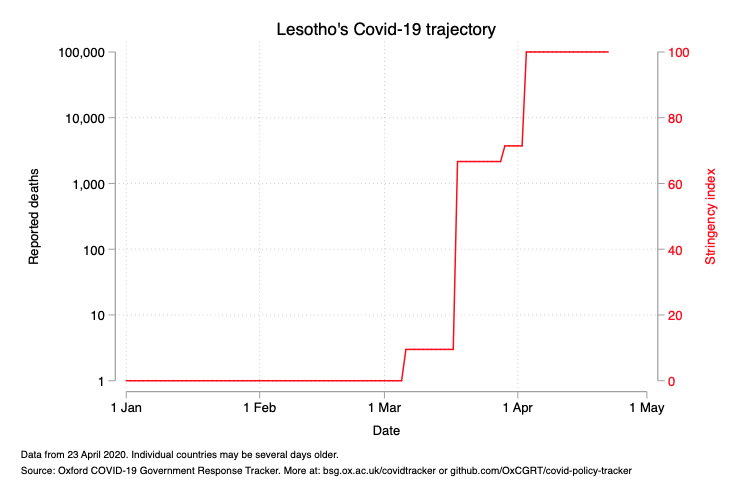 Lesotho's Covid-19 trajectory
100,000
10,000
1,000
100
10
1
Reported deaths
100
80
60
40
20
0
Stringency index
1 Jan
1 Feb
1 Mar
1 Apr
1 May
Date
Data from 23 April 2020. Individual countries may be several days older.
Source: Oxford COVID-19 Government Response Tracker. More at: bsg.ox.ac.uk/covidtracker or github.com/OxCGRT/covid-policy-tracker